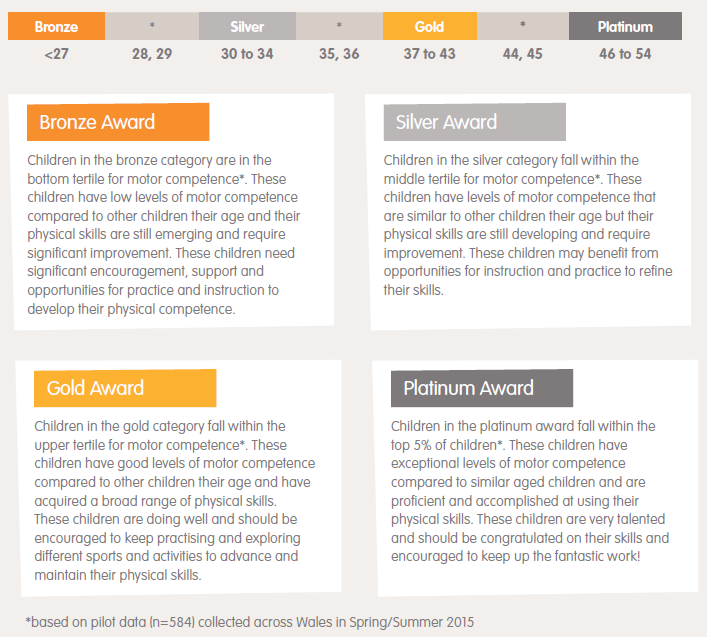 Bronze * Silver * Gold * Platinum
<27 28, 29 30 to 34 35, 36 37 to 43 44, 45 46 to 54
Bronze Award
Children in the bronze category are in the
bottom tertile for motor competence*. These
children have low levels of motor competence
compared to other children their age and their
physical skills are still emerging and require
significant improvement. These children need
significant encouragement, support and
opportunities for practice and instruction to
develop their physical competence.
Silver Award
Children in the silver category fall within the
middle tertile for motor competence*. These
children have levels of motor competence that
are similar to other children their age but their
physical skills are still developing and require
improvement. These children may benefit from
opportunities for instruction and practice to refine
their skills.
Gold Award
Children in the gold category fall within the
upper tertile for motor competence*. These
children have good levels of motor competence
compared to other children their age and have
acquired a broad range of physical skills.
These children are doing well and should be
encouraged to keep practising and exploring
different sports and activities to advance and
maintain their physical skills.
Platinum Award
Children in the platinum award fall within the
top 5% of children*. These children have
exceptional levels of motor competence
compared to similar aged children and are
proficient and accomplished at using their
physical skills. These children are very talented
and should be congratulated on their skills and
encouraged to keep up the fantastic work!
*based on pilot data (n=584) collected across Wales in Spring/Summer 2015